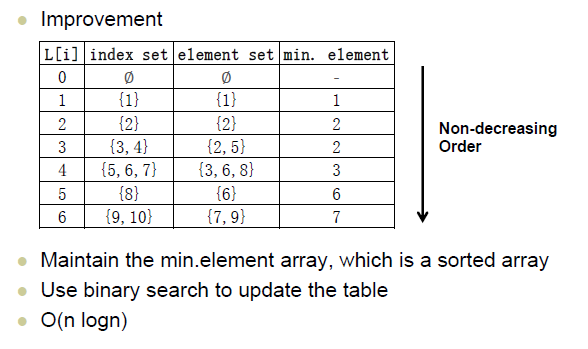 Improvement
L[i] index set element set min. element
0 Ø Ø -
1 {1} {1} 1
2 {2} {2} 2
3 {3, 4} {2, 5} 2
4 {5, 6, 7} {3, 6, 8} 3
5 {8} {6} 6
6 {9, 10} {7, 9} 7
Non-decreasing
Order
Maintain the min.element array, which is a sorted array
Use binary search to update the table
O(n logn)